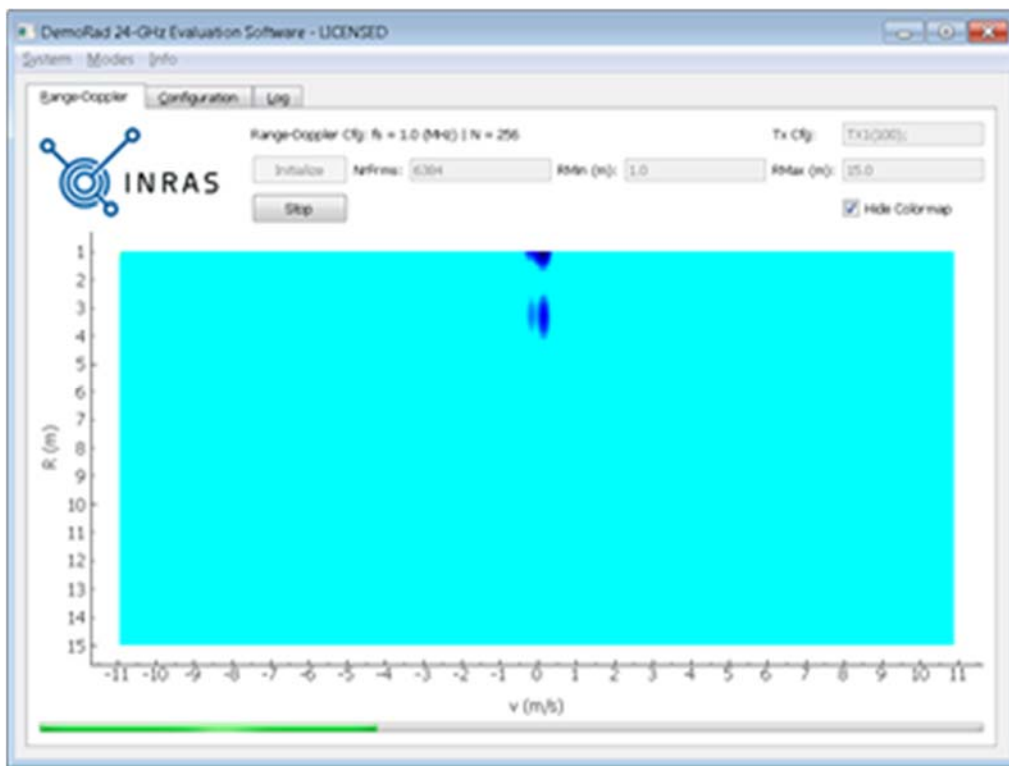 DemoRad 24-GHz Evaluation Software - LICENSED
System Modes Info
Range-Doppler Configuration Log
INRAS
Range-Doppler Cfg: fs = 1.0 (MHz) | N = 256
Tx Cfg: TX1(100);
Initialize NrFrms: 6384 RMin (m): 1.0 RMax (m): 15.0
Stop
Hide Colormap
R (m)
1
2
3
4
5
6
7
8
9
10
11
12
13
14
15
-11 -10 -9 -8 -7 -6 -5 -4 -3 -2 -1 0 1 2 3 4 5 6 7 8 9 10 11
v (m/s)